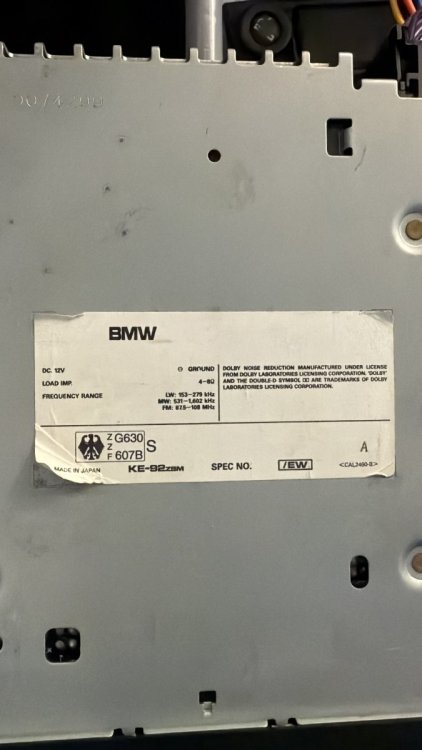 BMW
DC. 12V ⊖ GROUND
LOAD IMP. 4-8Ω
FREQUENCY RANGE LW: 153-279 kHz
MW: 531-1,602 kHz
FM: 87.5-108 MHz
DOLBY NOISE REDUCTION MANUFACTURED UNDER LICENSE
FROM DOLBY LABORATORIES LICENSING CORPORATION. 'DOLBY'
AND THE DOUBLE-D SYMBOL ▯▯ ARE TRADEMARKS OF DOLBY
LABORATORIES LICENSING CORPORATION.
Z G630
Z S
F 607B
A
MADE IN JAPAN KE-92ZBM SPEC NO. /EW